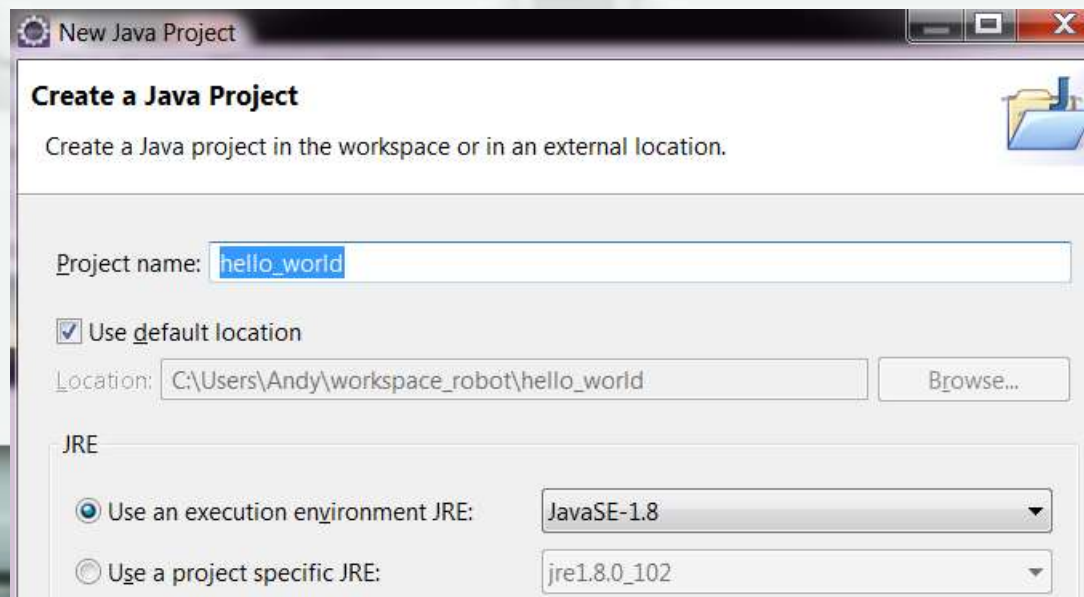 New Java Project
Create a Java Project
Create a Java project in the workspace or in an external location.
Project name: hello_world
Use default location
Location: C:\Users\Andy\workspace_robot\hello_world Browse...
JRE
Use an execution environment JRE: JavaSE-1.8
Use a project specific JRE: jre1.8.0_102